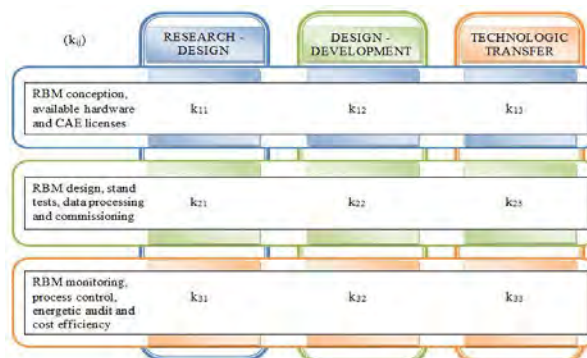 (kij)
RESEARCH -
DESIGN
DESIGN -
DEVELOPMENT
TECHNOLOGIC
TRANSFER
RBM conception,
available hardware
and CAE licenses
k11
k12
k13
RBM design, stand
tests, data processing
and commissioning
k21
k22
k23
RBM monitoring,
process control,
energetic audit and
cost efficiency
k31
k32
k33